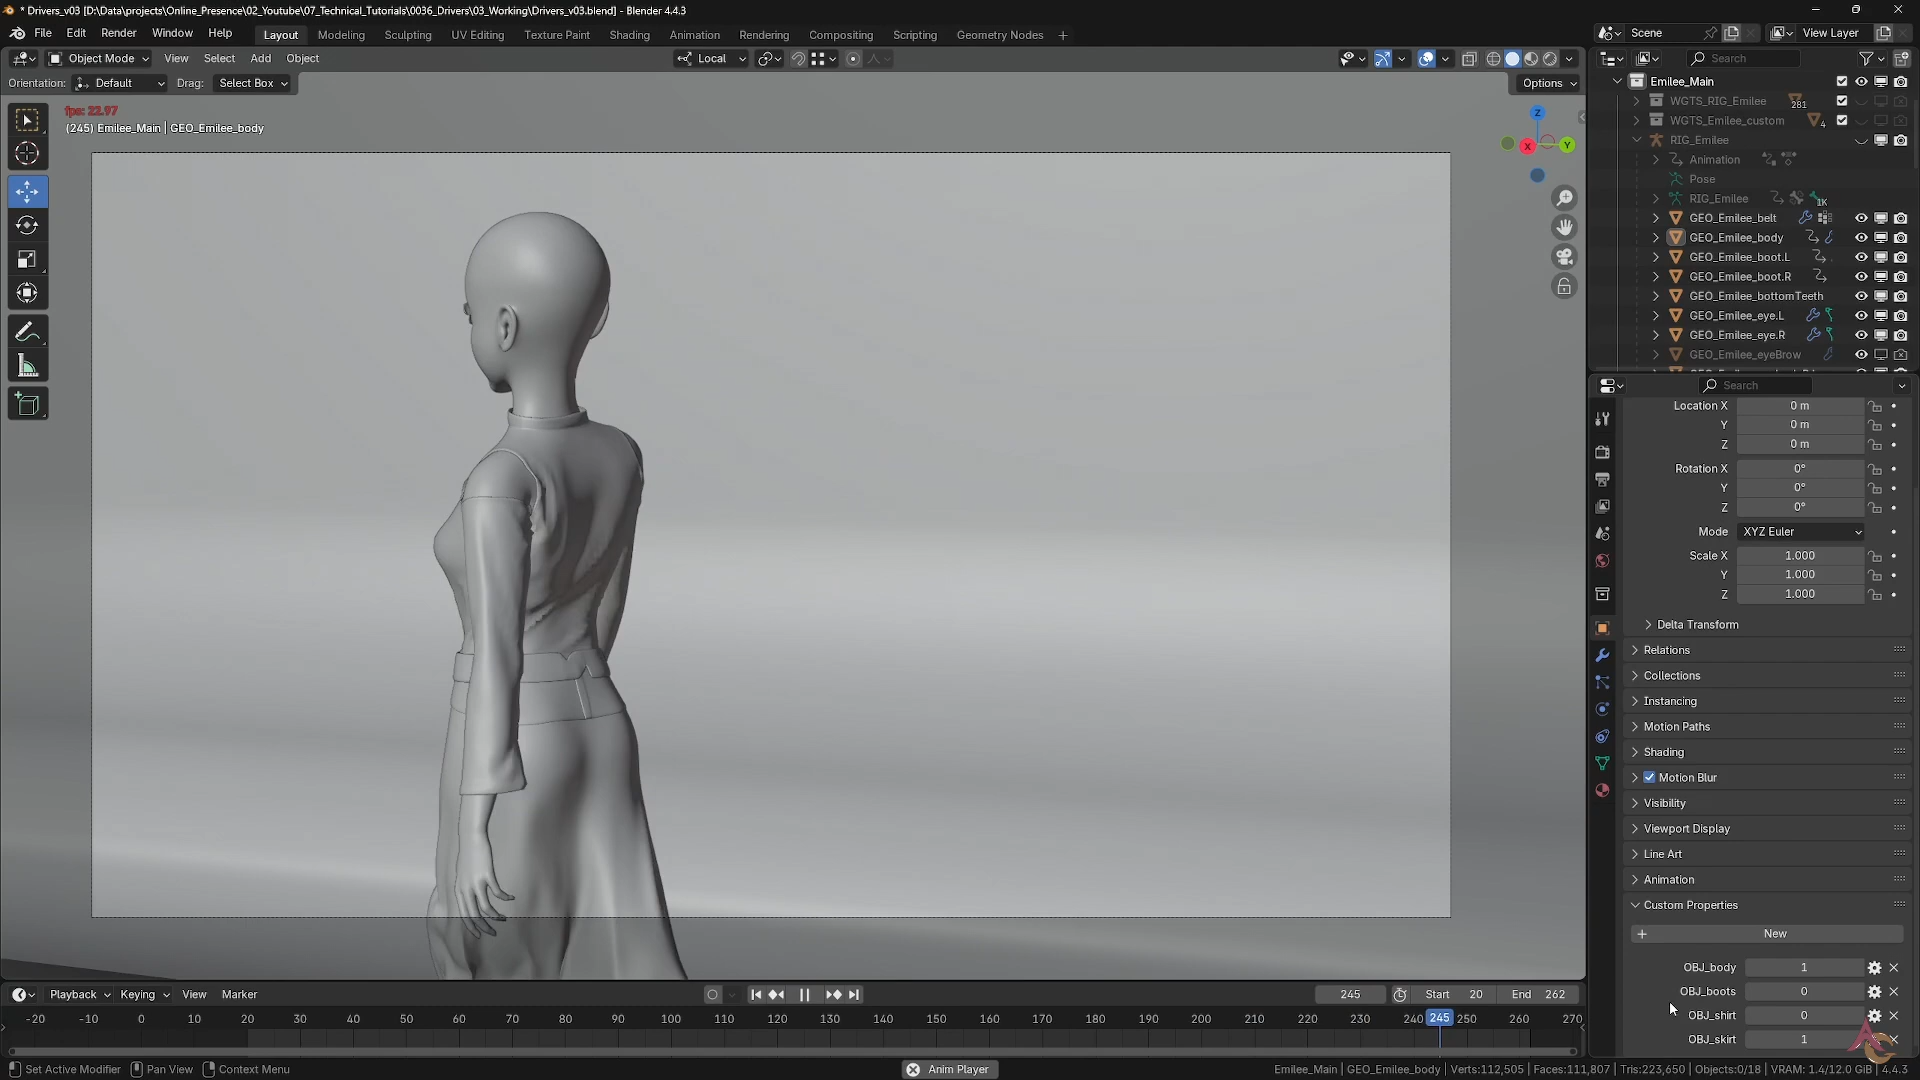 * Drivers_v03 [D:\Data\projects\Online_Presence\02_Youtube\07_Technical_Tutorials\0036_Drivers\03_Working\Drivers_v03.blend] - Blender 4.4.3
File Edit Render Window Help Layout Modeling Sculpting UV Editing Texture Paint Shading Animation Rendering Compositing Scripting Geometry Nodes + Scene View Layer
Object Mode View Select Add Object Local Search
Orientation: Default Drag: Select Box Options
fps: 22.97
(245) Emilee_Main | GEO_Emilee_body
Z
X
Y
Emilee_Main
WGTS_RIG_Emilee 281
WGTS_Emilee_custom 4
RIG_Emilee
Animation
Pose
RIG_Emilee 1K
GEO_Emilee_belt
GEO_Emilee_body
GEO_Emilee_boot.L
GEO_Emilee_boot.R
GEO_Emilee_bottomTeeth
GEO_Emilee_eye.L
GEO_Emilee_eye.R
GEO_Emilee_eyeBrow
Search
Location X 0 m
Y 0 m
Z 0 m
Rotation X 0°
Y 0°
Z 0°
Mode XYZ Euler
Scale X 1.000
Y 1.000
Z 1.000
Delta Transform
Relations
Collections
Instancing
Motion Paths
Shading
Motion Blur
Visibility
Viewport Display
Line Art
Animation
Custom Properties
+ New
OBJ_body 1
OBJ_boots 0
OBJ_shirt 0
OBJ_skirt 1
Playback Keying View Marker 245 Start 20 End 262
-20 -10 0 10 20 30 40 50 60 70 80 90 100 110 120 130 140 150 160 170 180 190 200 210 220 230 240 245 250 260 270
Set Active Modifier Pan View Context Menu Anim Player Emilee_Main | GEO_Emilee_body | Verts:112,505 | Faces:111,807 | Tris:223,650 | Objects:0/18 | VRAM: 1.4/12.0 GiB | 4.4.3